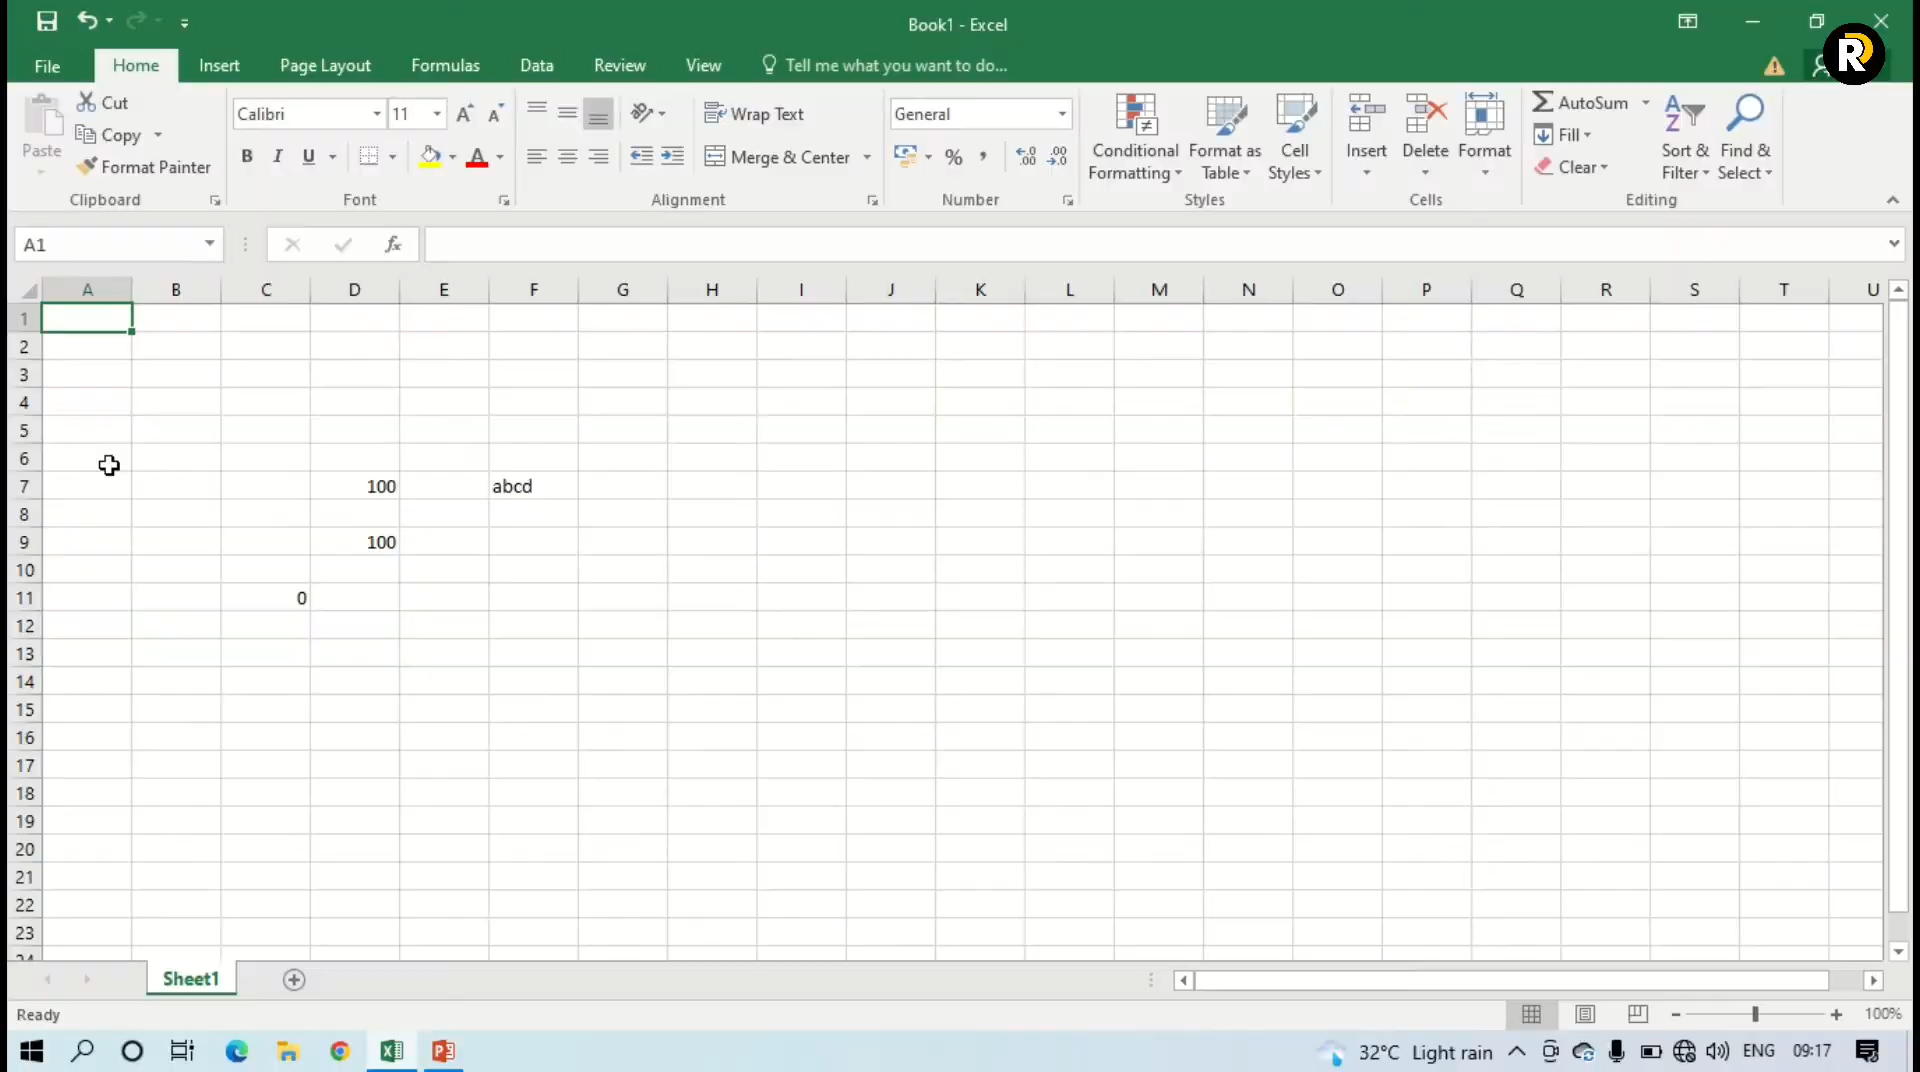 Book1 - Excel
File Home Insert Page Layout Formulas Data Review View Tell me what you want to do...
R
Cut
Copy
Paste
Format Painter
Clipboard
Calibri 11
B I U A
Font
Wrap Text
Merge & Center
Alignment
General
% ,
Number
Conditional Formatting
Format as Table
Cell Styles
Styles
Insert Delete Format
Cells
AutoSum
Fill
Clear
Sort & Filter
Find & Select
Editing
A1
fx
A B C D E F G H I J K L M N O P Q R S T U
1
2
3
4
5
6
7 100 abcd
8
9 100
10
11 0
12
13
14
15
16
17
18
19
20
21
22
23
24
Sheet1
Ready
100%
32°C Light rain ENG 09:17